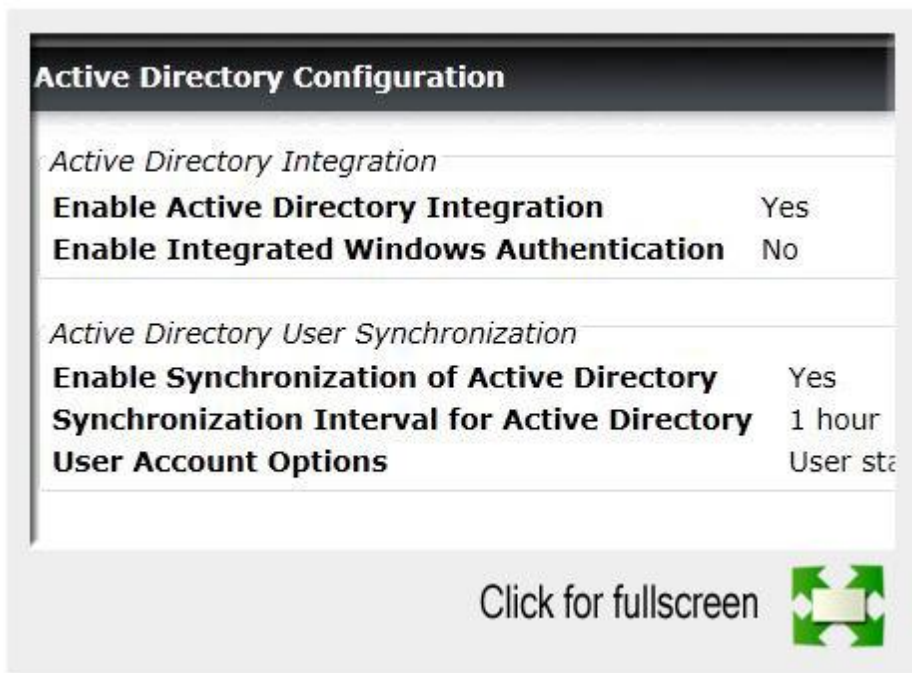 Active Directory Configuration
Active Directory Integration
Enable Active Directory Integration Yes
Enable Integrated Windows Authentication No
Active Directory User Synchronization
Enable Synchronization of Active Directory Yes
Synchronization Interval for Active Directory 1 hour
User Account Options User
Click for fullscreen